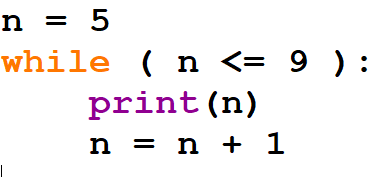 n = 5
while ( n <= 9 ):
    print(n)
    n = n + 1